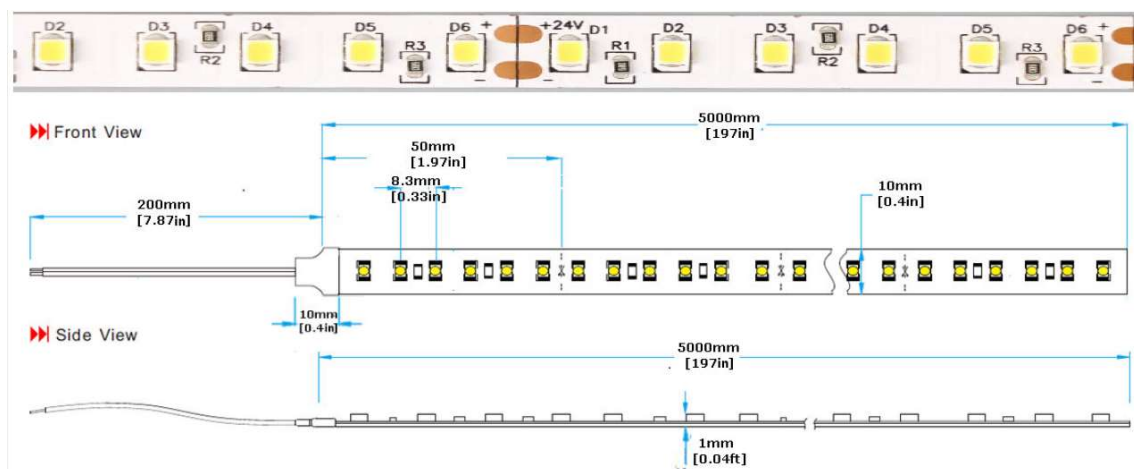 D2 D3 R2 D4 D5 R3 D6 + - +24V - D1 R1 D2 D3 R2 D4 D5 R3 D6 + -
5000mm
[197in]
Front View
50mm
[1.97in]
8.3mm
[0.33in]
10mm
[0.4in]
200mm
[7.87in]
10mm
[0.4in]
Side View
5000mm
[197in]
1mm
[0.04ft]